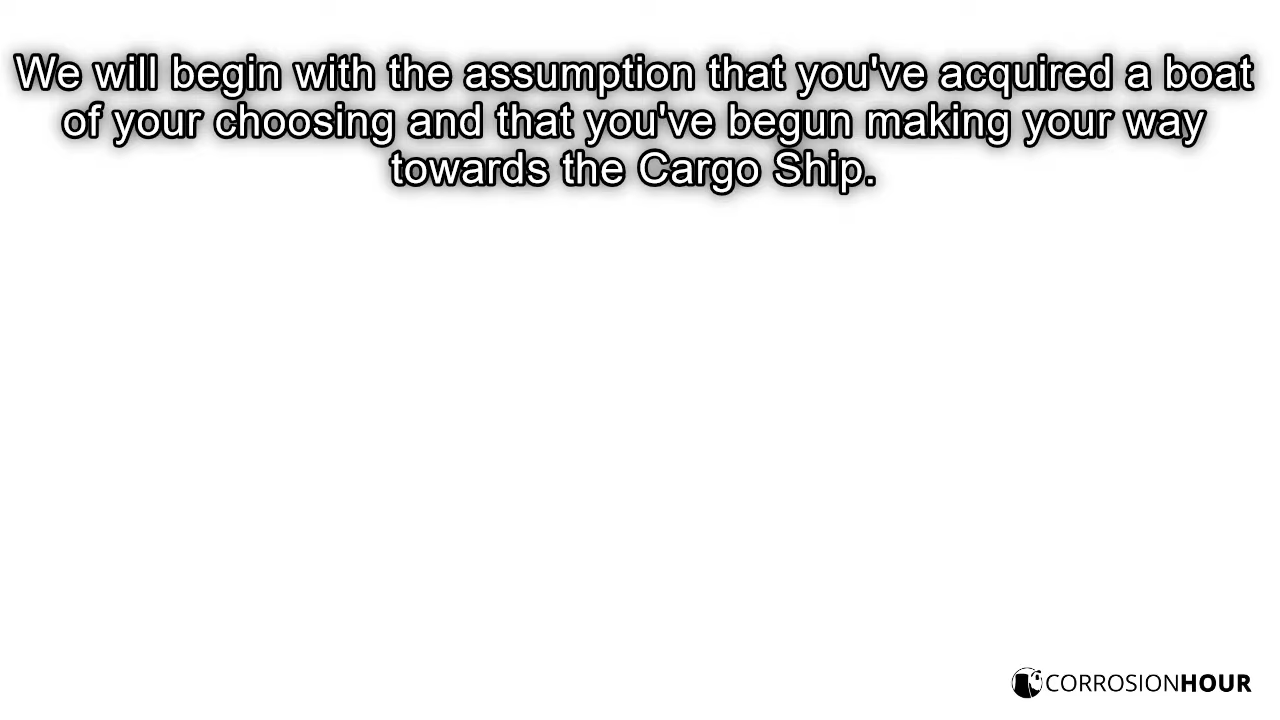 We will begin with the assumption that you've acquired a boat
of your choosing and that you've begun making your way
towards the Cargo Ship.
CORROSIONHOUR